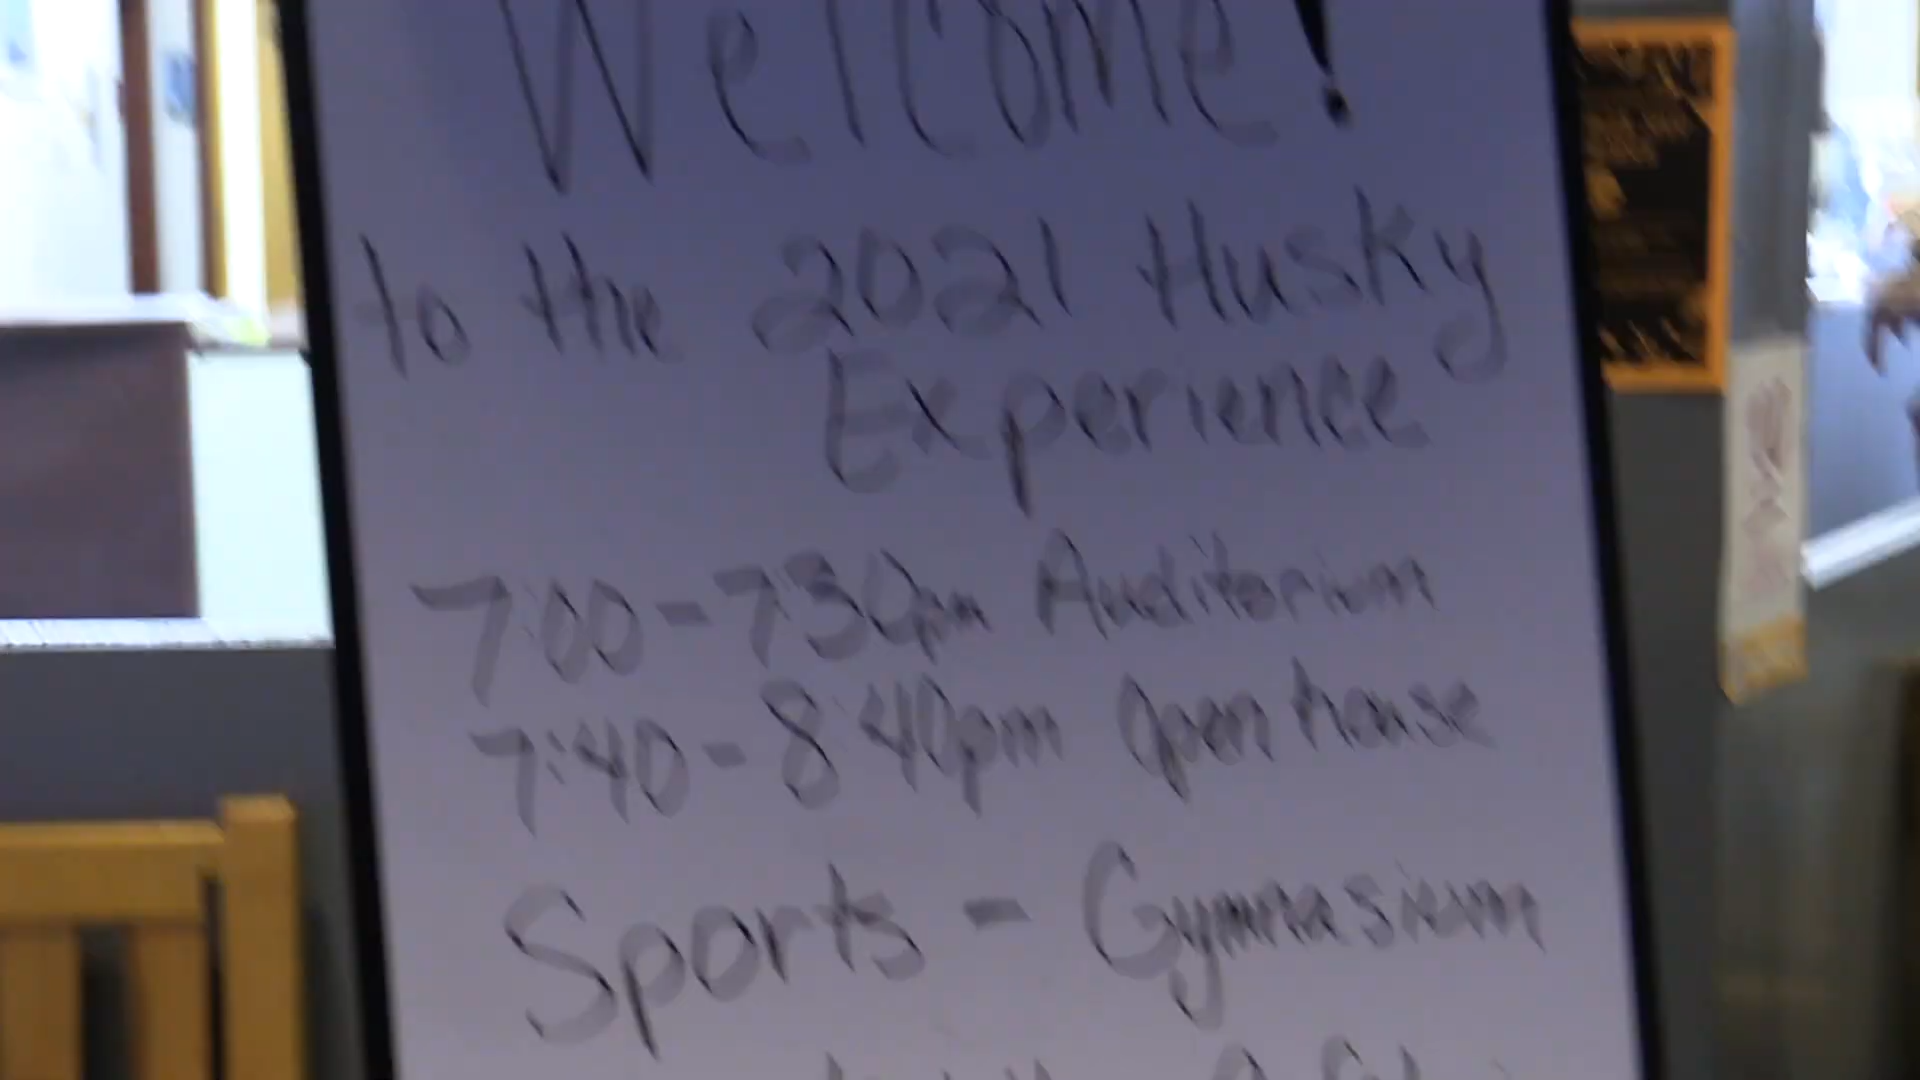 Welcome!
to the 2021 Husky
Experience
7:00-7:30pm Auditorium
7:40-8:40pm Open house
Sports - Gymnasium